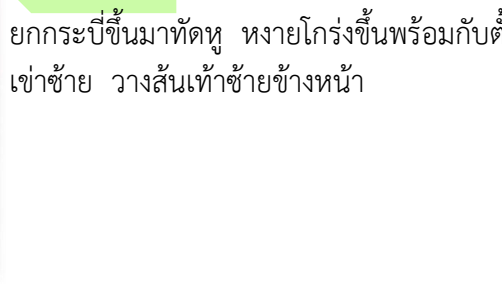 ยกกระบี่ขึ้นมาทัดหู หงายโกร่งขึ้นพร้อมกับ
เข่าซ้าย วางส้นเท้าซ้ายข้างหน้า